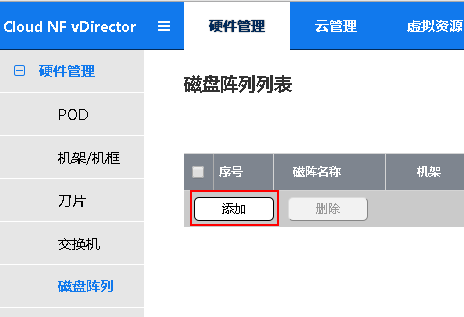 Cloud NF vDirector 硬件管理 云管理 虚拟资源
硬件管理
磁盘阵列列表
POD
机架/机框
序号 磁阵名称 机架
刀片
添加 删除
交换机
磁盘阵列